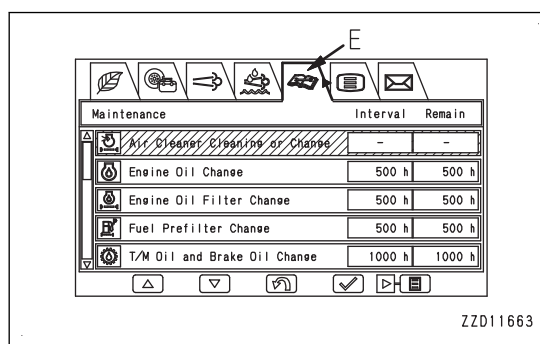 E
Maintenance Interval Remain
Air Cleaner Cleaning or Change - -
Engine Oil Change 500 h 500 h
Engine Oil Filter Change 500 h 500 h
Fuel Prefilter Change 500 h 500 h
T/M Oil and Brake Oil Change 1000 h 1000 h
ZZD11663